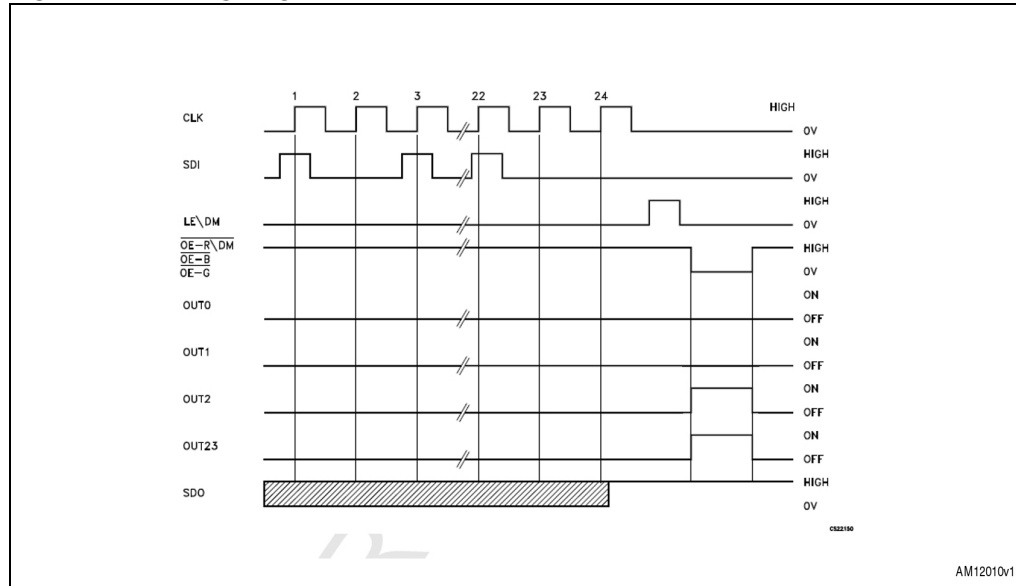 1 2 3 22 23 24
CLK HIGH
0V
SDI HIGH
0V
LE\DM HIGH
0V
OE-R\DM HIGH
OE-B
OE-G 0V
OUT0 ON
OFF
OUT1 ON
OFF
OUT2 ON
OFF
OUT23 ON
OFF
SDO HIGH
0V
CS22150
AM12010v1